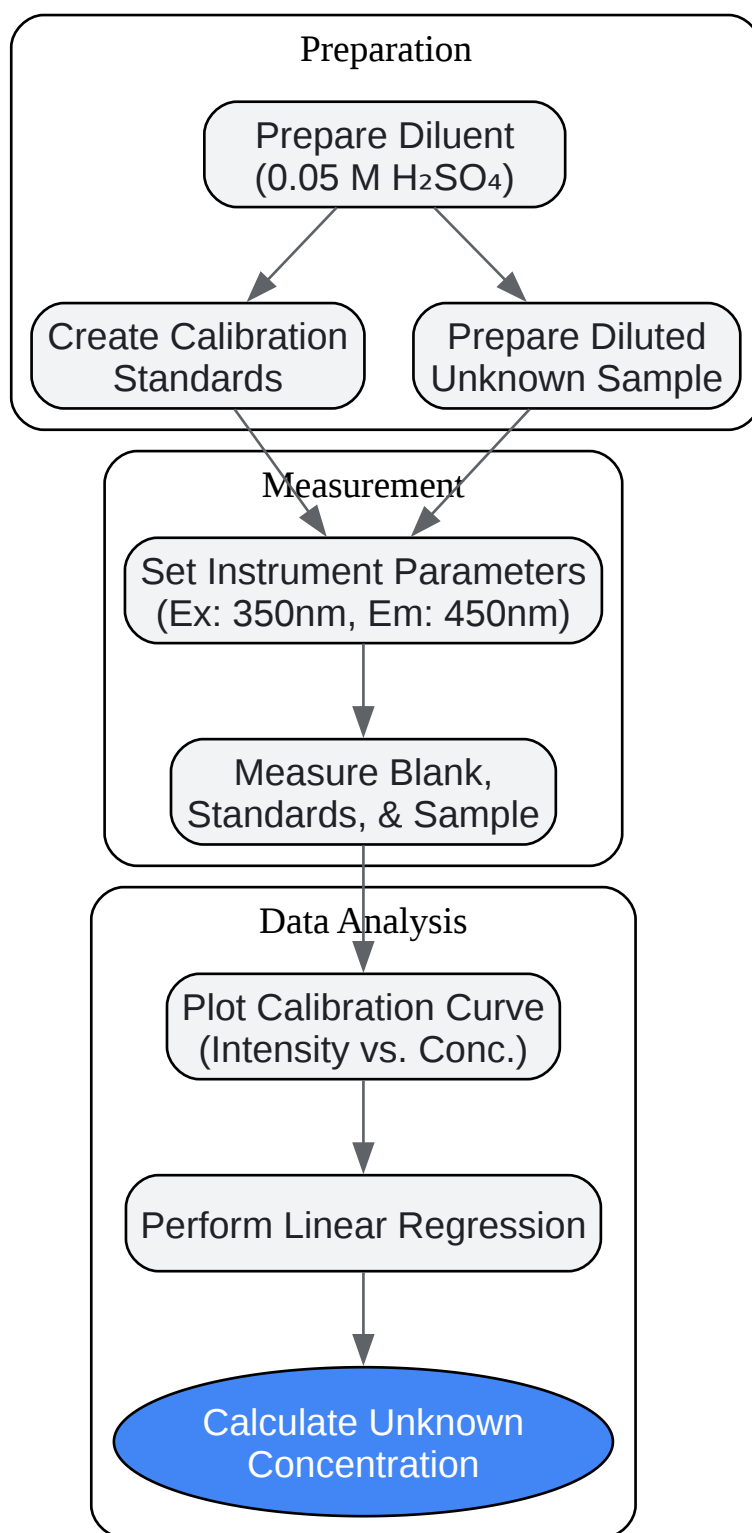 Preparation
Prepare Diluent
(0.05 M H₂SO₄)
Create Calibration
Standards
Prepare Diluted
Unknown Sample
Measurement
Set Instrument Parameters
(Ex: 350nm, Em: 450nm)
Measure Blank,
Standards, & Sample
Data Analysis
Plot Calibration Curve
(Intensity vs. Conc.)
Perform Linear Regression
Calculate Unknown
Concentration